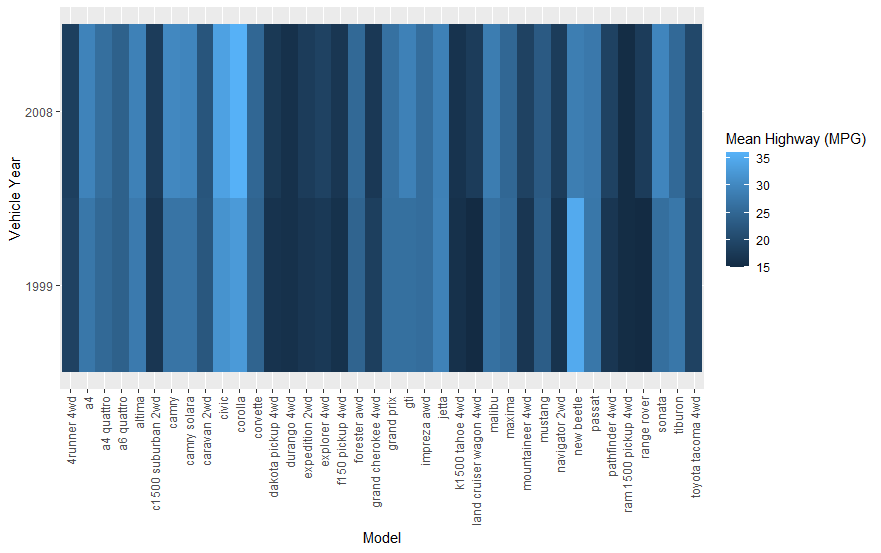 Vehicle Year
2008
1999
4runner 4wd
a4
a4 quattro
a6 quattro
altima
c1500 suburban 2wd
camry
camry solara
caravan 2wd
civic
corolla
corvette
dakota pickup 4wd
durango 4wd
expedition 2wd
explorer 4wd
f150 pickup 4wd
forester awd
grand cherokee 4wd
grand prix
gti
impreza awd
jetta
k1500 tahoe 4wd
land cruiser wagon 4wd
malibu
maxima
mountaineer 4wd
mustang
navigator 2wd
new beetle
passat
pathfinder 4wd
ram 1500 pickup 4wd
range rover
sonata
tiburon
toyota tacoma 4wd
Model
Mean Highway (MPG)
35
30
25
20
15